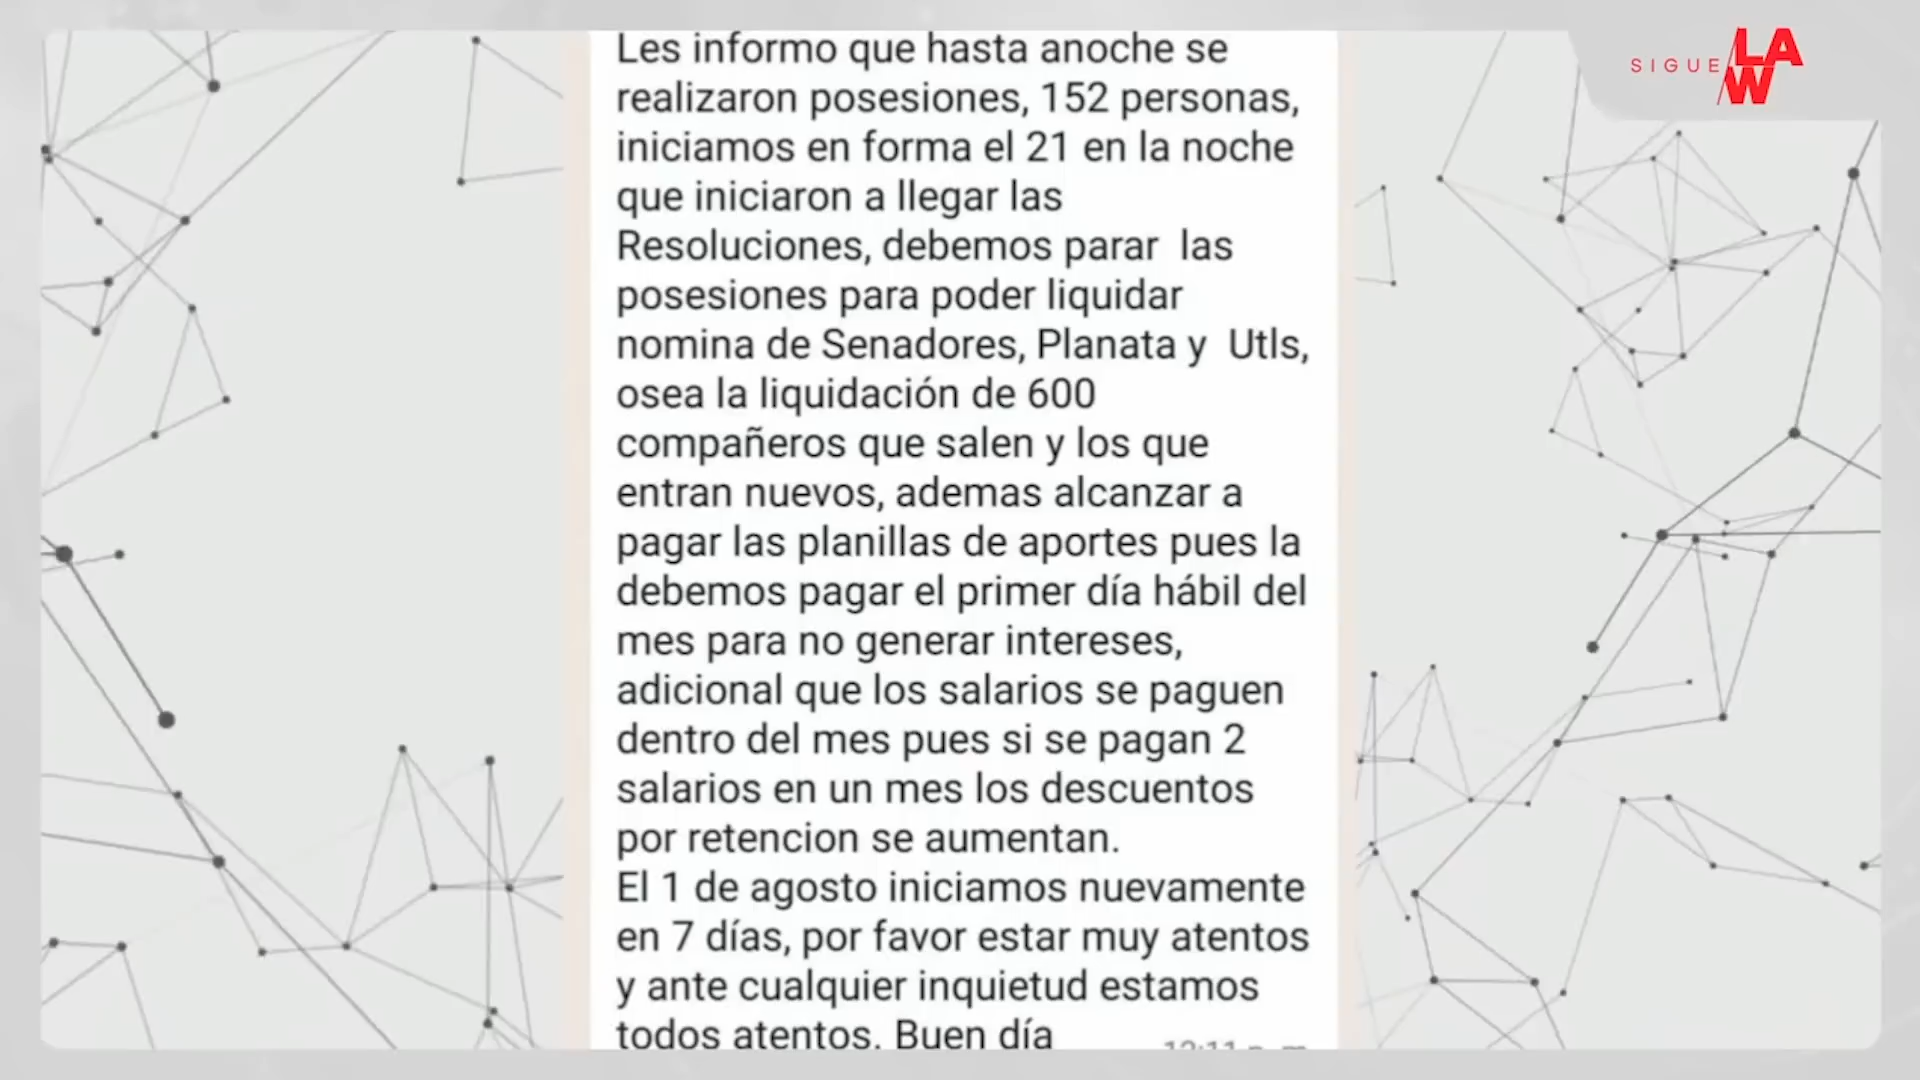 SIGUE LA W
Les informo que hasta anoche se
realizaron posesiones, 152 personas,
iniciamos en forma el 21 en la noche
que iniciaron a llegar las
Resoluciones, debemos parar  las
posesiones para poder liquidar
nomina de Senadores, Planata y  Utls,
osea la liquidación de 600
compañeros que salen y los que
entran nuevos, ademas alcanzar a
pagar las planillas de aportes pues la
debemos pagar el primer día hábil del
mes para no generar intereses,
adicional que los salarios se paguen
dentro del mes pues si se pagan 2
salarios en un mes los descuentos
por retencion se aumentan.
El 1 de agosto iniciamos nuevamente
en 7 días, por favor estar muy atentos
y ante cualquier inquietud estamos
todos atentos. Buen día